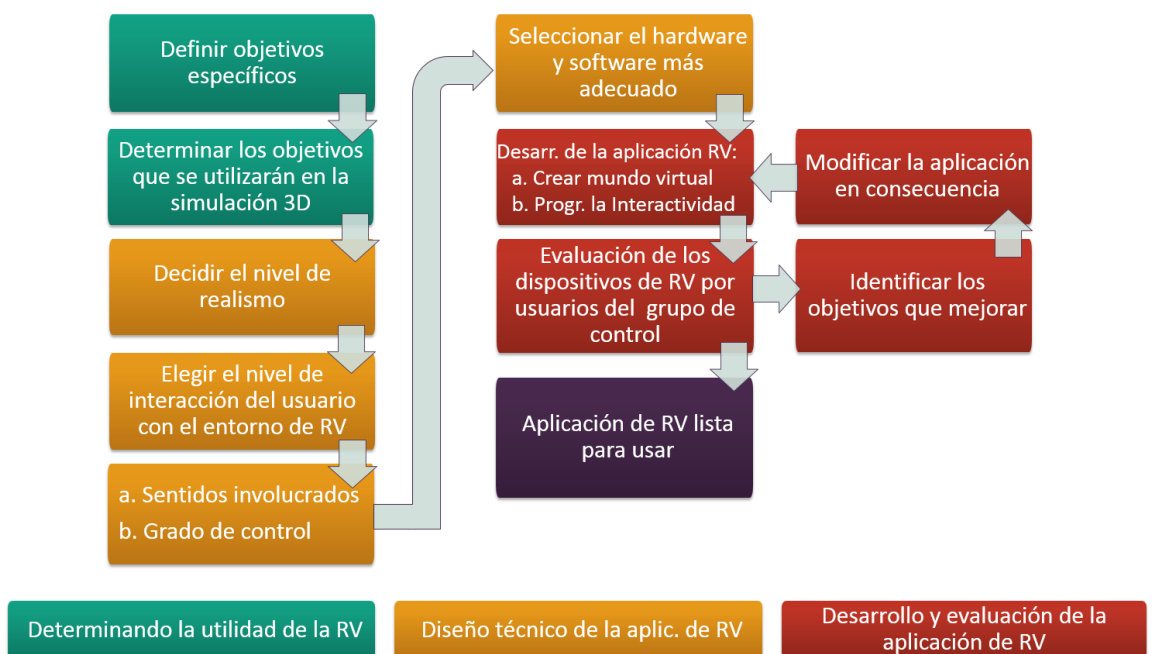 Definir objetivos
específicos
Determinar los objetivos
que se utilizarán en la
simulación 3D
Decidir el nivel de
realismo
Elegir el nivel de
interacción del usuario
con el entorno de RV
a. Sentidos involucrados
b. Grado de control
Seleccionar el hardware
y software más
adecuado
Desarr. de la aplicación RV:
a. Crear mundo virtual
b. Progr. la Interactividad
Evaluación de los
dispositivos de RV por
usuarios del grupo de
control
Identificar los
objetivos que mejorar
Modificar la aplicación
en consecuencia
Aplicación de RV lista
para usar
Determinando la utilidad de la RV
Diseño técnico de la aplic. de RV
Desarrollo y evaluación de la
aplicación de RV